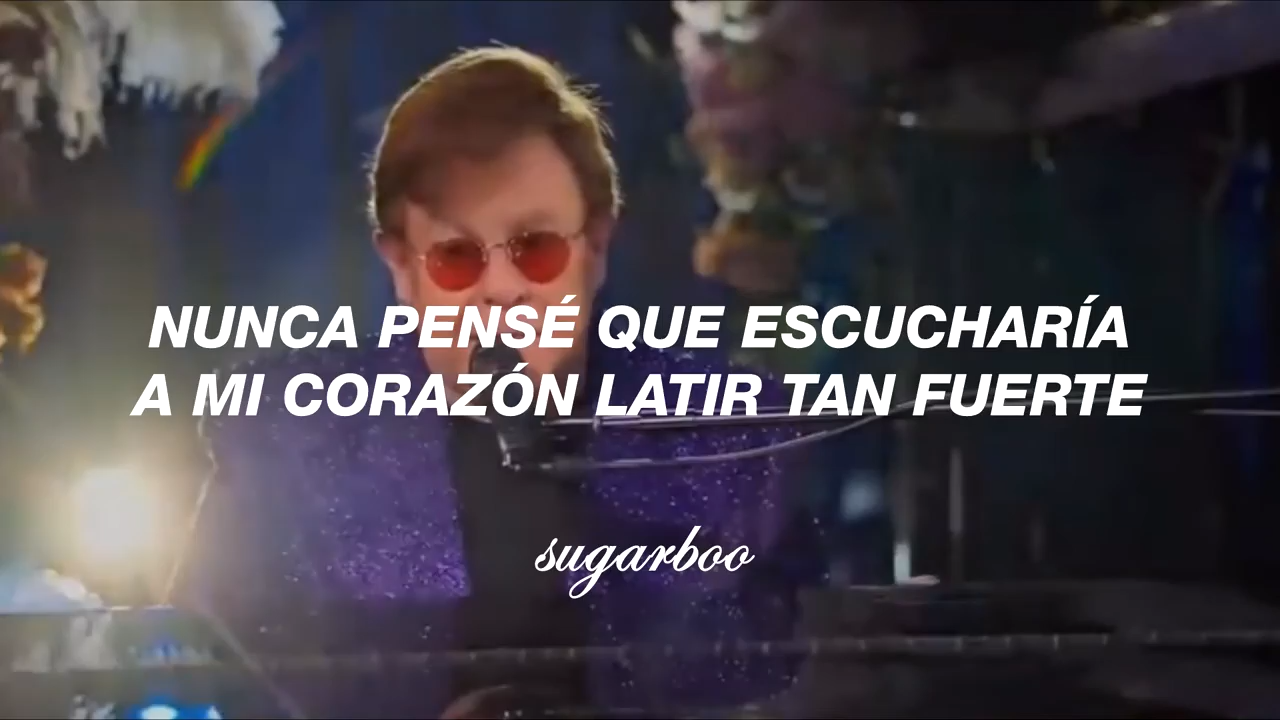 NUNCA PENSÉ QUE ESCUCHARÍA
A MI CORAZÓN LATIR TAN FUERTE
sugarboo